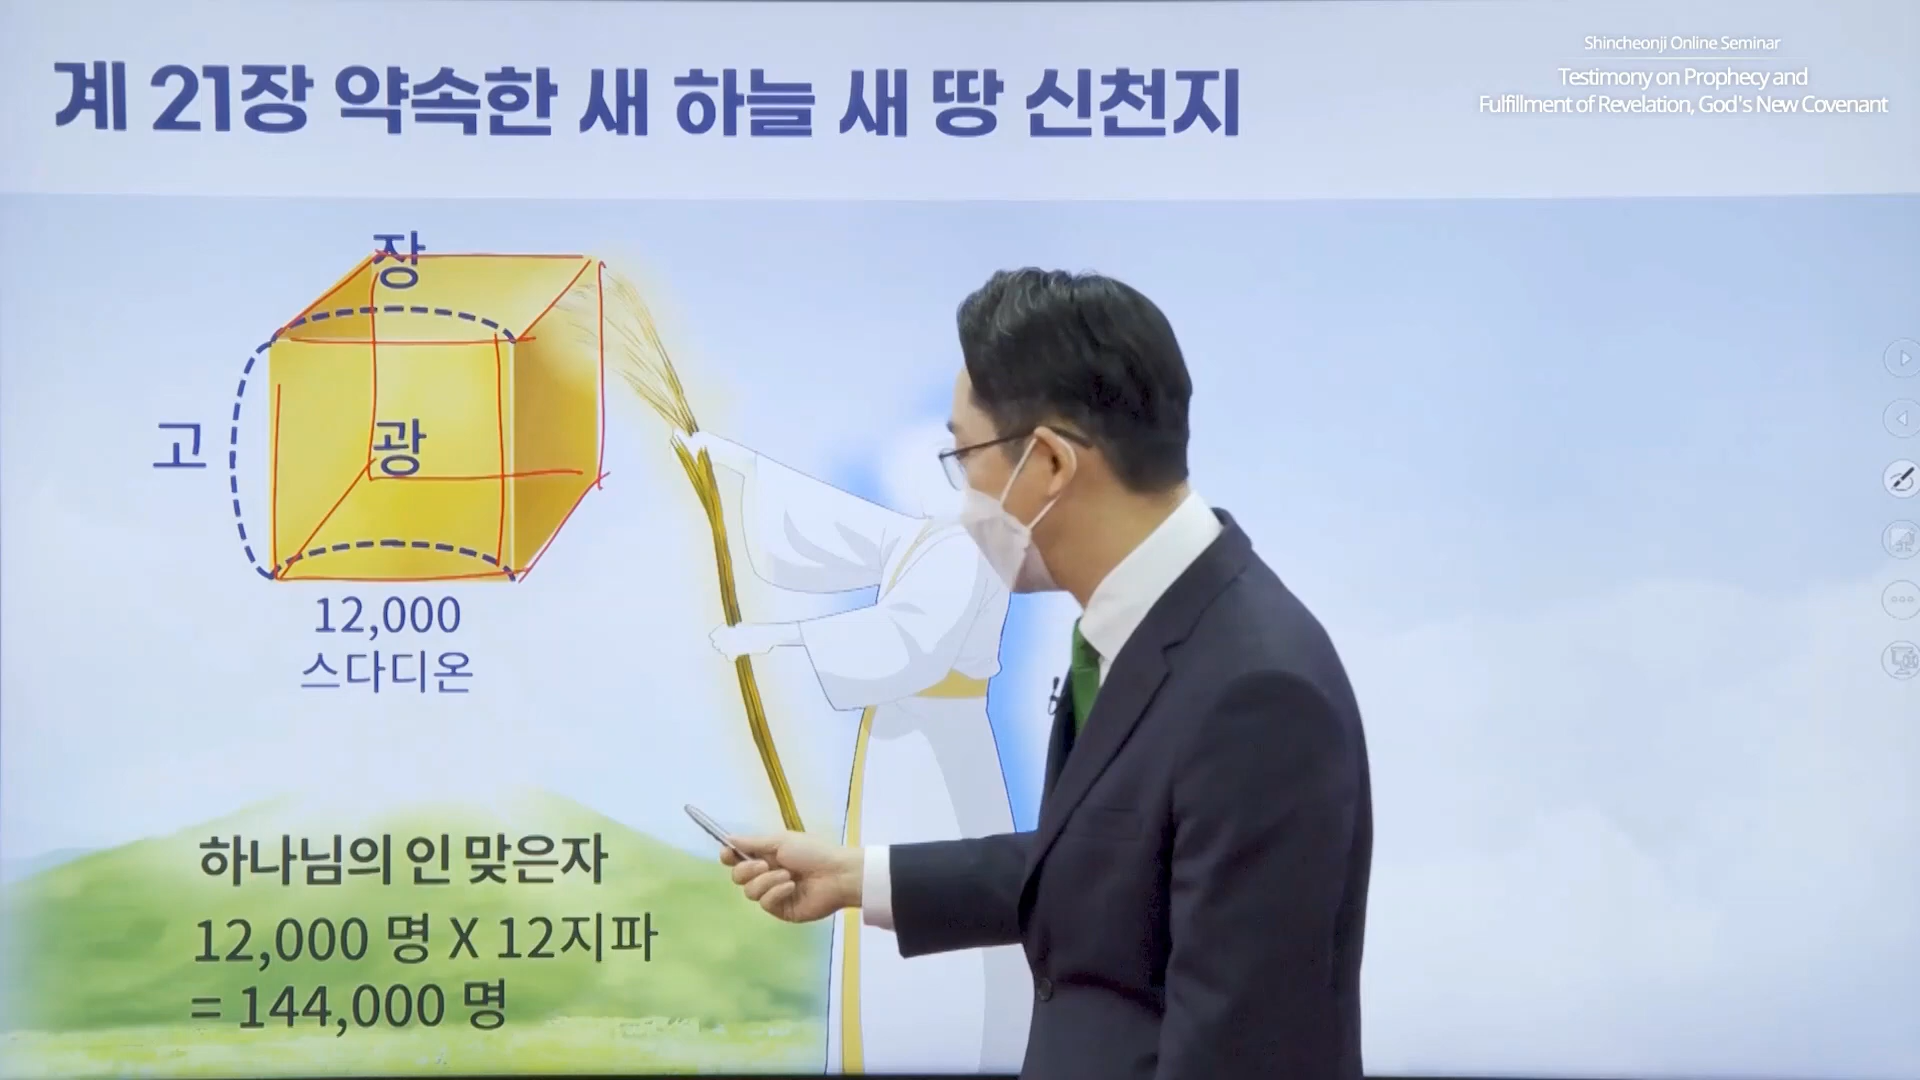 계 21장 약속한 새 하늘 새 땅 신천지
Shincheonji Online Seminar
Testimony on Prophecy and
Fulfillment of Revelation, God's New Covenant
장
고
광
12,000
스다디온
하나님의 인 맞은자
12,000 명 X 12지파
= 144,000 명